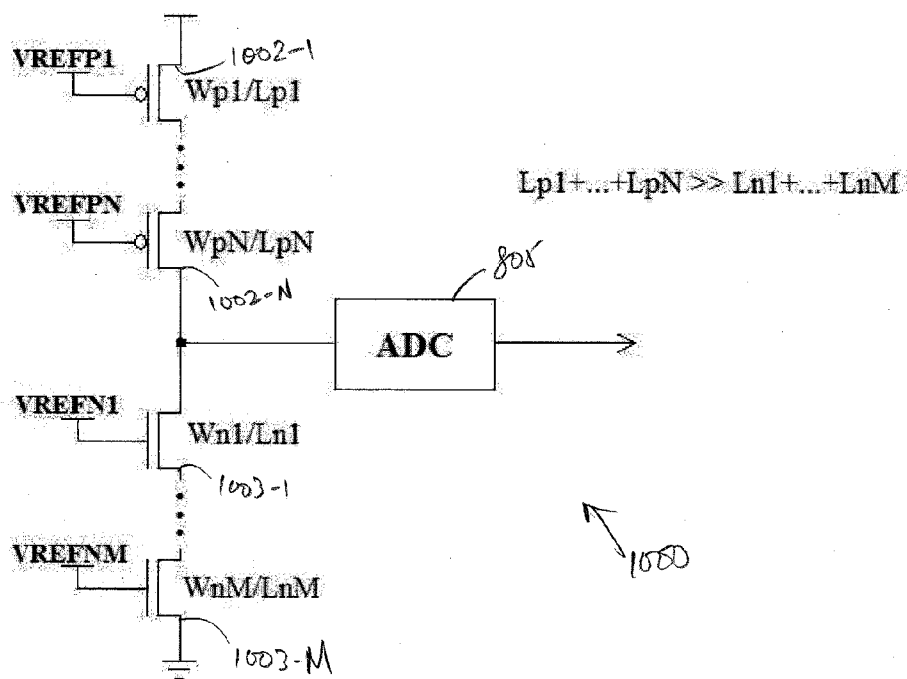 VREFP1
1002-1
Wp1/Lp1
Lp1+...+LpN >> Ln1+...+LnM
VREFPN
WpN/LpN
1002-N
805
ADC
VREFN1
Wn1/Ln1
1003-1
VREFNM
WnM/LnM
1000
1003-M